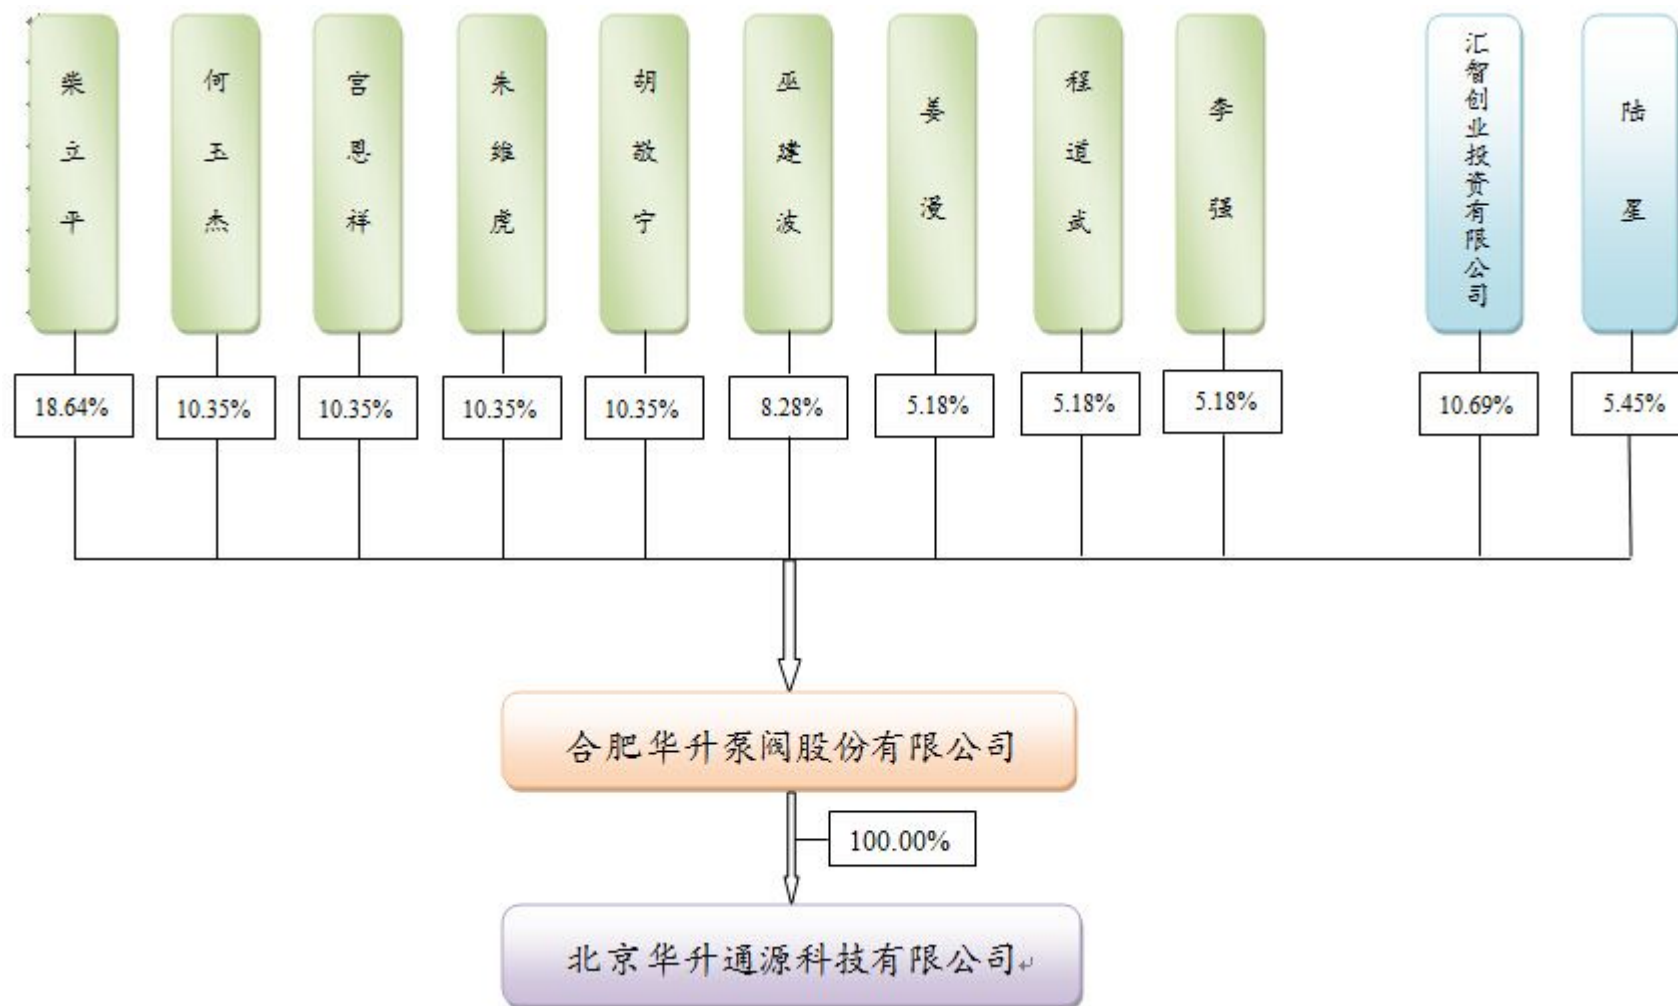 柴立平
何玉杰
宫恩祥
朱维虎
胡敬宁
巫建波
姜漫
程道武
李强
汇智创业投资有限公司
陆星
18.64%
10.35%
10.35%
10.35%
10.35%
8.28%
5.18%
5.18%
5.18%
10.69%
5.45%
合肥华升泵阀股份有限公司
100.00%
北京华升通源科技有限公司